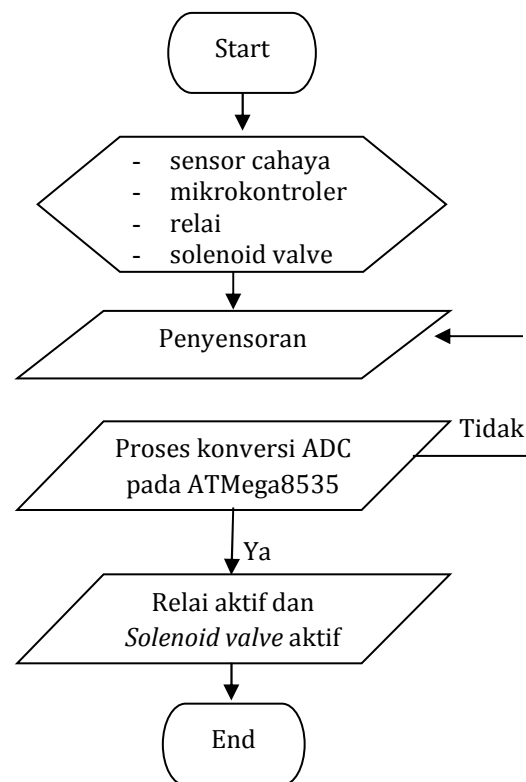 Start
- sensor cahaya
- mikrokontroler
- relai
- solenoid valve
Penyensoran
Proses konversi ADC
pada ATMega8535
Tidak
Ya
Relai aktif dan
Solenoid valve aktif
End